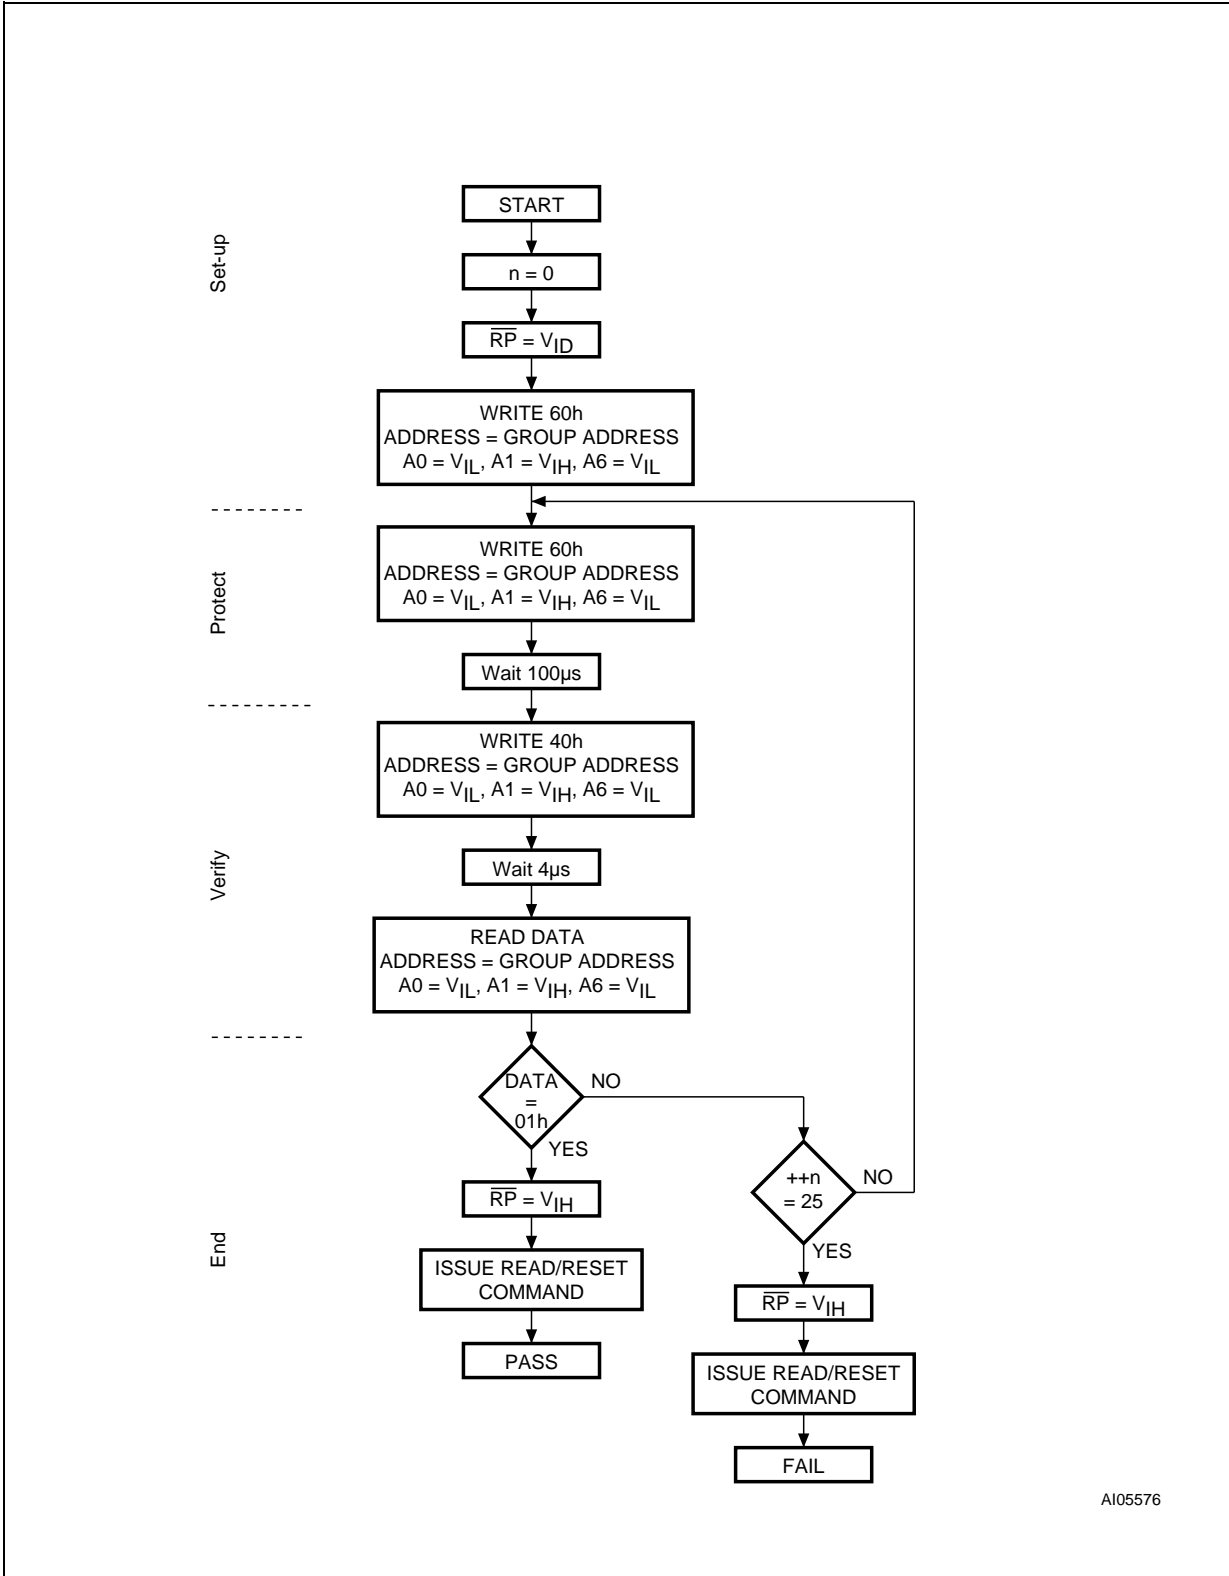 START
Set-up
n = 0
R̅P̅ = VID
WRITE 60h
ADDRESS = GROUP ADDRESS
A0 = VIL, A1 = VIH, A6 = VIL
Protect
WRITE 60h
ADDRESS = GROUP ADDRESS
A0 = VIL, A1 = VIH, A6 = VIL
Wait 100µs
WRITE 40h
ADDRESS = GROUP ADDRESS
A0 = VIL, A1 = VIH, A6 = VIL
Verify
Wait 4µs
READ DATA
ADDRESS = GROUP ADDRESS
A0 = VIL, A1 = VIH, A6 = VIL
DATA
=
01h
NO
YES
++n
= 25
NO
YES
End
R̅P̅ = VIH
ISSUE READ/RESET
COMMAND
PASS
R̅P̅ = VIH
ISSUE READ/RESET
COMMAND
FAIL
AI05576